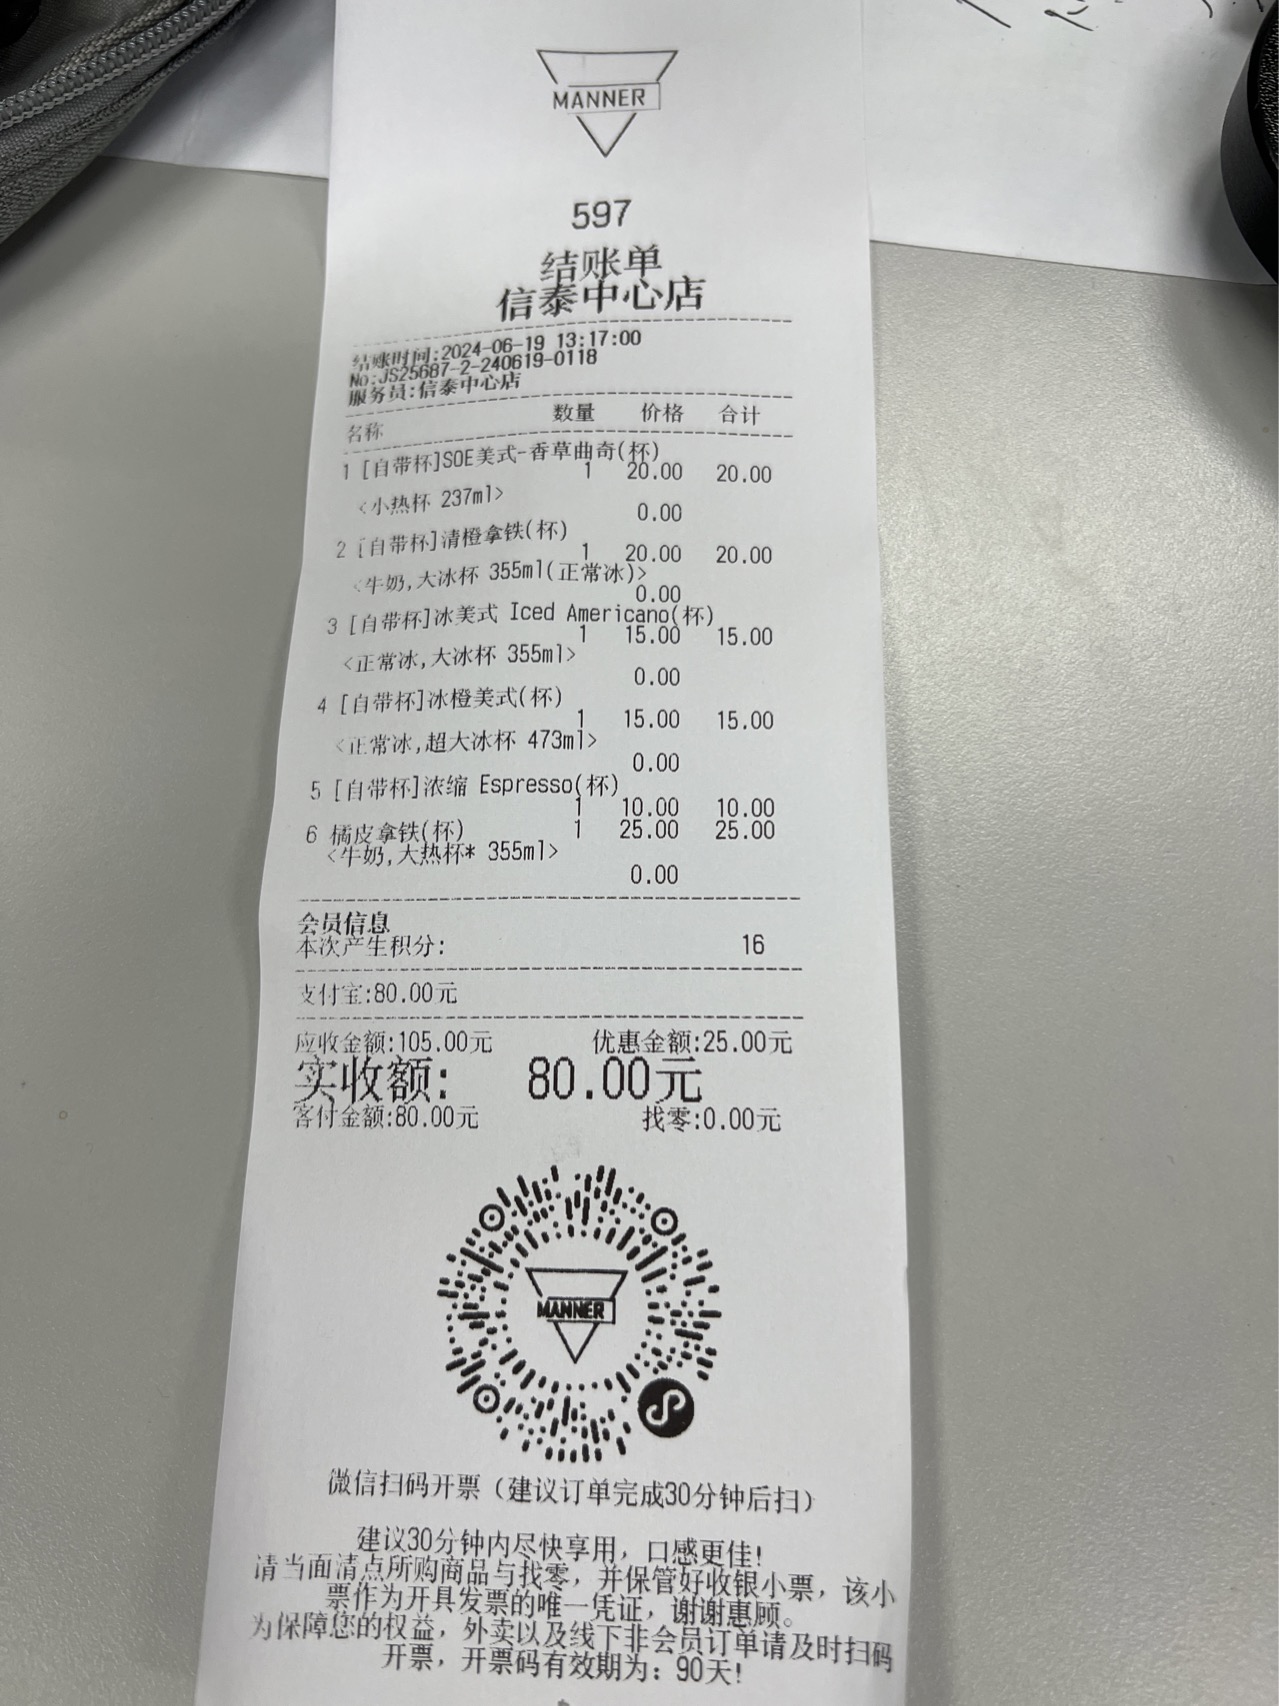 MANNER
597
结账单
信泰中心店
结账时间:2024-06-19 13:17:00
No:JS25687-2-240619-0118
服务员:信泰中心店
名称 数量 价格 合计
1 [自带杯]SOE美式-香草曲奇(杯)
1 20.00 20.00
<小热杯 237ml>
0.00
2 [自带杯]清橙拿铁(杯)
1 20.00 20.00
<牛奶,大冰杯 355ml(正常冰)>
0.00
3 [自带杯]冰美式 Iced Americano(杯)
1 15.00 15.00
<正常冰,大冰杯 355ml>
0.00
4 [自带杯]冰橙美式(杯)
1 15.00 15.00
<正常冰,超大冰杯 473ml>
0.00
5 [自带杯]浓缩 Espresso(杯)
1 10.00 10.00
6 橘皮拿铁(杯) 1 25.00 25.00
<牛奶,大热杯* 355ml>
0.00
会员信息
本次产生积分: 16
支付宝:80.00元
应收金额:105.00元 优惠金额:25.00元
实收额: 80.00元
客付金额:80.00元 找零:0.00元
MANNER
微信扫码开票（建议订单完成30分钟后扫）
建议30分钟内尽快享用，口感更佳!
请当面清点所购商品与找零，并保管好收银小票，该小
票作为开具发票的唯一凭证，谢谢惠顾。
为保障您的权益，外卖以及线下非会员订单请及时扫码
开票，开票码有效期为：90天!